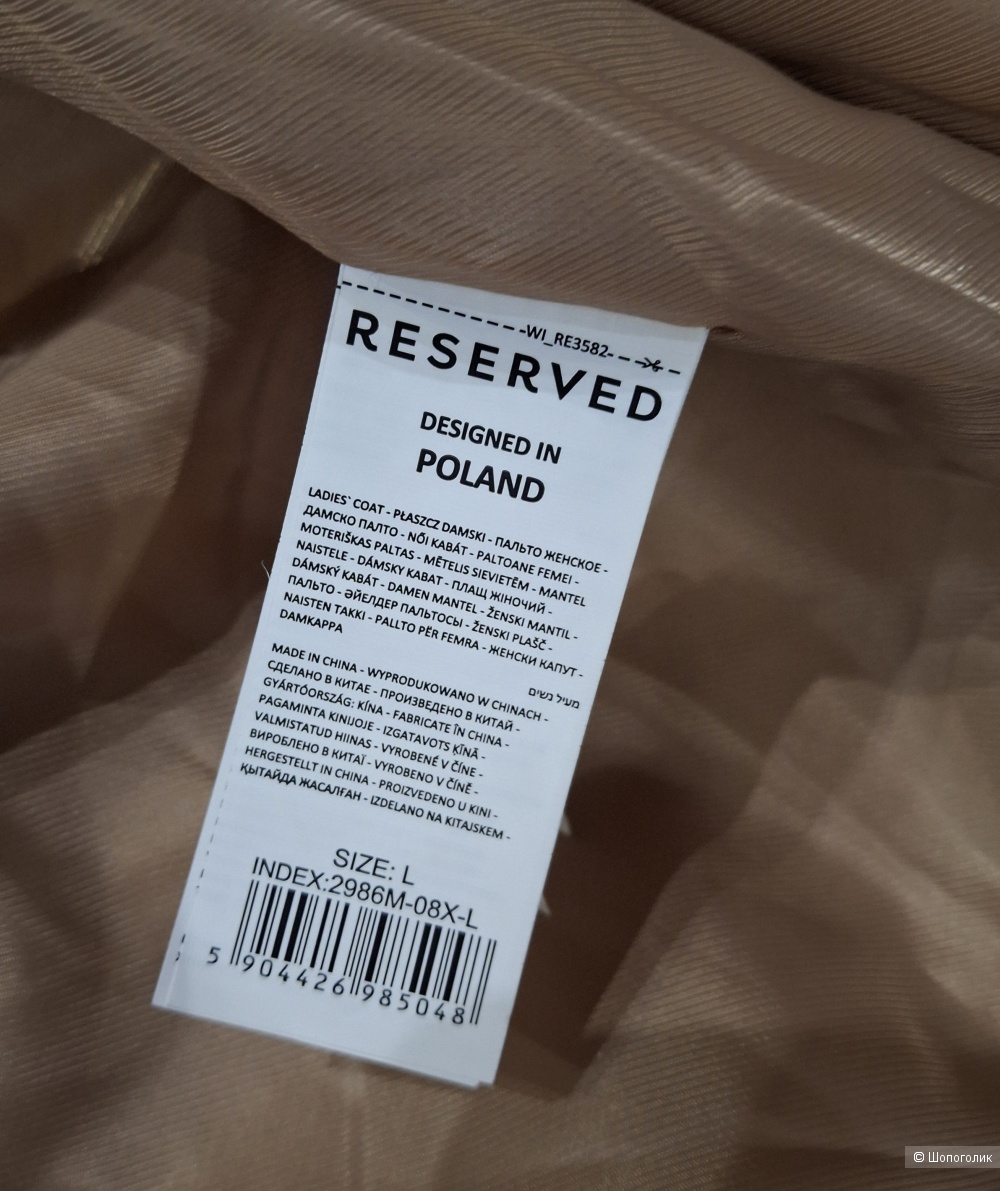 WI_RE3582
RESERVED
DESIGNED IN
POLAND
LADIES` COAT - PŁASZCZ DAMSKI - ПАЛЬТО ЖЕНСКОЕ -
ДАМСКО ПАЛТО - NŐI KABÁT - PALTOANE FEMEI -
MOTERIŠKAS PALTAS - MĒTELIS SIEVIETĒM - MANTEL
NAISTELE - DÁMSKY KABAT - ПЛАЩ ЖІНОЧИЙ -
DÁMSKÝ KABÁT - DAMEN MANTEL - ŽENSKI MANTIL -
ПАЛЬТО - ӘЙЕЛДЕР ПАЛЬТОСЫ - ŽENSKI PLAŠČ -
NAISTEN TAKKI - PALLTO PËR FEMRA - ЖЕНСКИ КАПУТ -
DAMKAPPA
מעיל נשים
MADE IN CHINA - WYPRODUKOWANO W CHINACH -
СДЕЛАНО В КИТАЕ - ПРОИЗВЕДЕНО В КИТАЙ -
GYÁRTÓORSZÁG: KÍNA - FABRICATE ÎN CHINA -
PAGAMINTA KINIJOJE - IZGATAVOTS ĶĪNĀ -
VALMISTATUD HIINAS - VYROBENÉ V ČÍNE -
ВИРОБЛЕНО В КИТАЇ - VYROBENO V ČÍNĚ -
HERGESTELLT IN CHINA - PROIZVEDENO U KINI -
ҚЫТАЙДА ЖАСАЛҒАН - IZDELANO NA KITAJSKEM -
SIZE: L
INDEX:2986M-08X-L
5 904426 985048
© Шопоголик